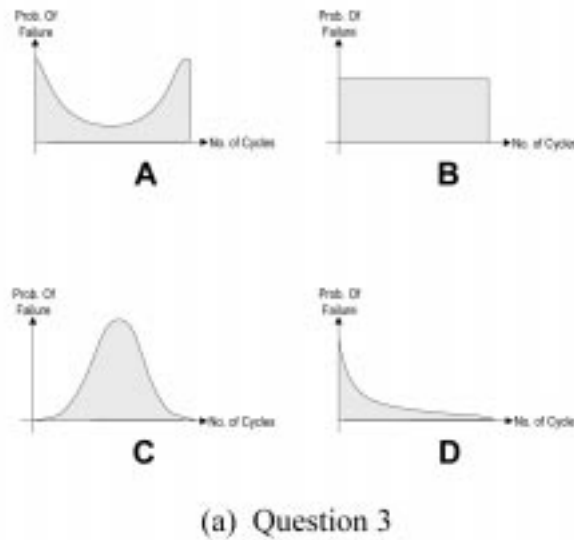 Prob. Of
Failure
No. of Cycles
A
Prob. Of
Failure
No. of Cycles
B
Prob. Of
Failure
No. of Cycles
C
Prob. Of
Failure
No. of Cycles
D
(a) Question 3